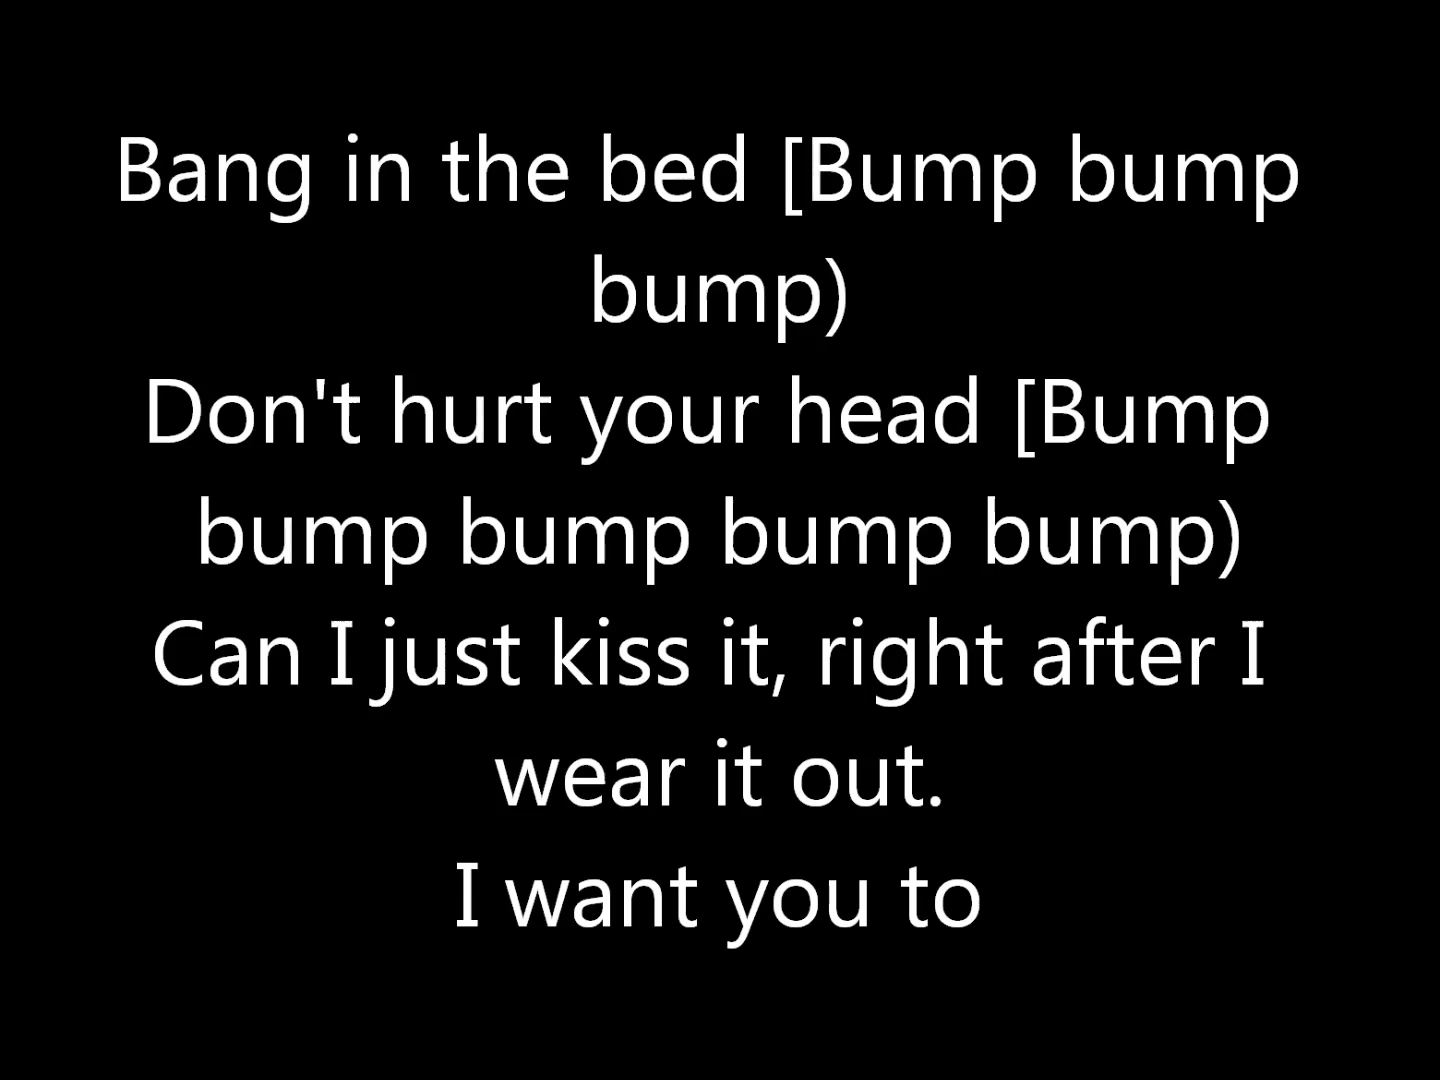 Bang in the bed [Bump bump
bump)
Don't hurt your head [Bump
bump bump bump bump)
Can I just kiss it, right after I
wear it out.
I want you to